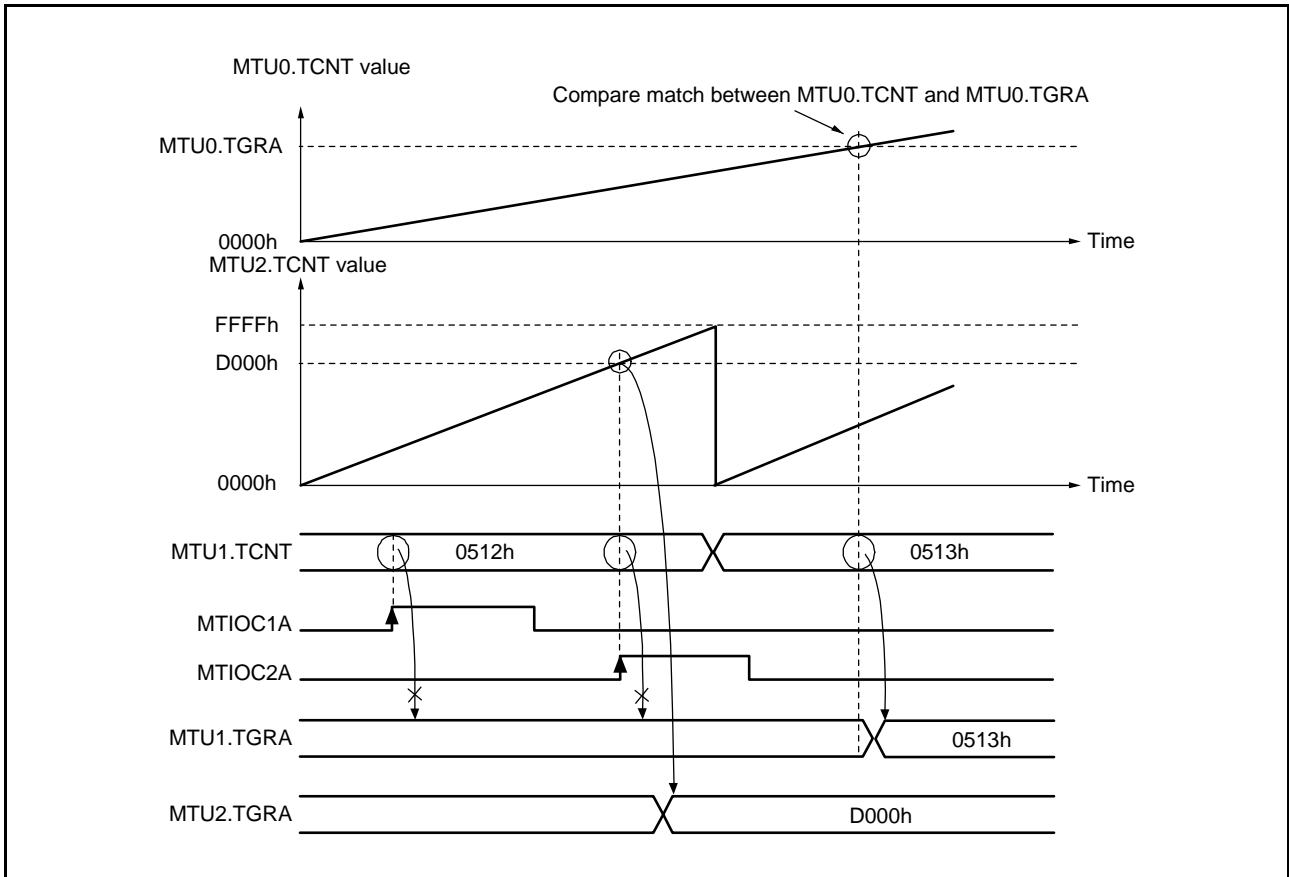 MTU0.TCNT value
Compare match between MTU0.TCNT and MTU0.TGRA
MTU0.TGRA
0000h
Time
MTU2.TCNT value
FFFFh
D000h
0000h
Time
MTU1.TCNT
0512h
0513h
MTIOC1A
MTIOC2A
MTU1.TGRA
0513h
MTU2.TGRA
D000h